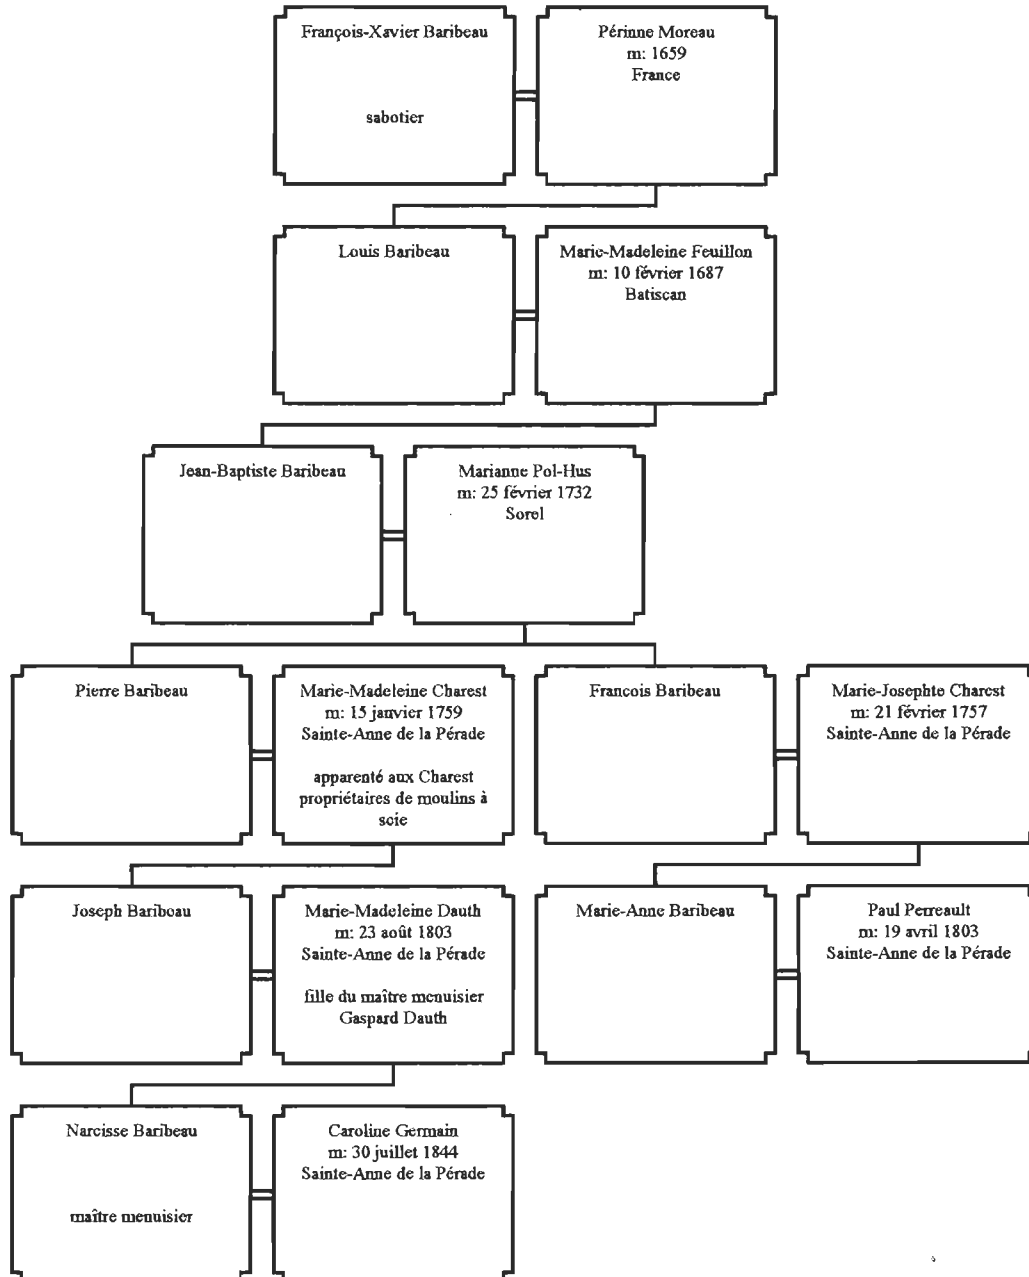 François-Xavier Baribeau
sabotier
Périnne Moreau
m: 1659
France
Louis Baribeau
Marie-Madeleine Feuillon
m: 10 février 1687
Batiscan
Jean-Baptiste Baribeau
Marianne Pol-Hus
m: 25 février 1732
Sorel
Pierre Baribeau
Marie-Madeleine Charest
m: 15 janvier 1759
Sainte-Anne de la Pérade
apparenté aux Charest
propriétaires de moulins à
scie
Francois Baribeau
Marie-Josephte Charest
m: 21 février 1757
Sainte-Anne de la Pérade
Joseph Baribeau
Marie-Madeleine Dauth
m: 23 août 1803
Sainte-Anne de la Pérade
fille du maître menuisier
Gaspard Dauth
Marie-Anne Baribeau
Paul Perreault
m: 19 avril 1803
Sainte-Anne de la Pérade
Narcisse Baribeau
maître menuisier
Caroline Germain
m: 30 juillet 1844
Sainte-Anne de la Pérade